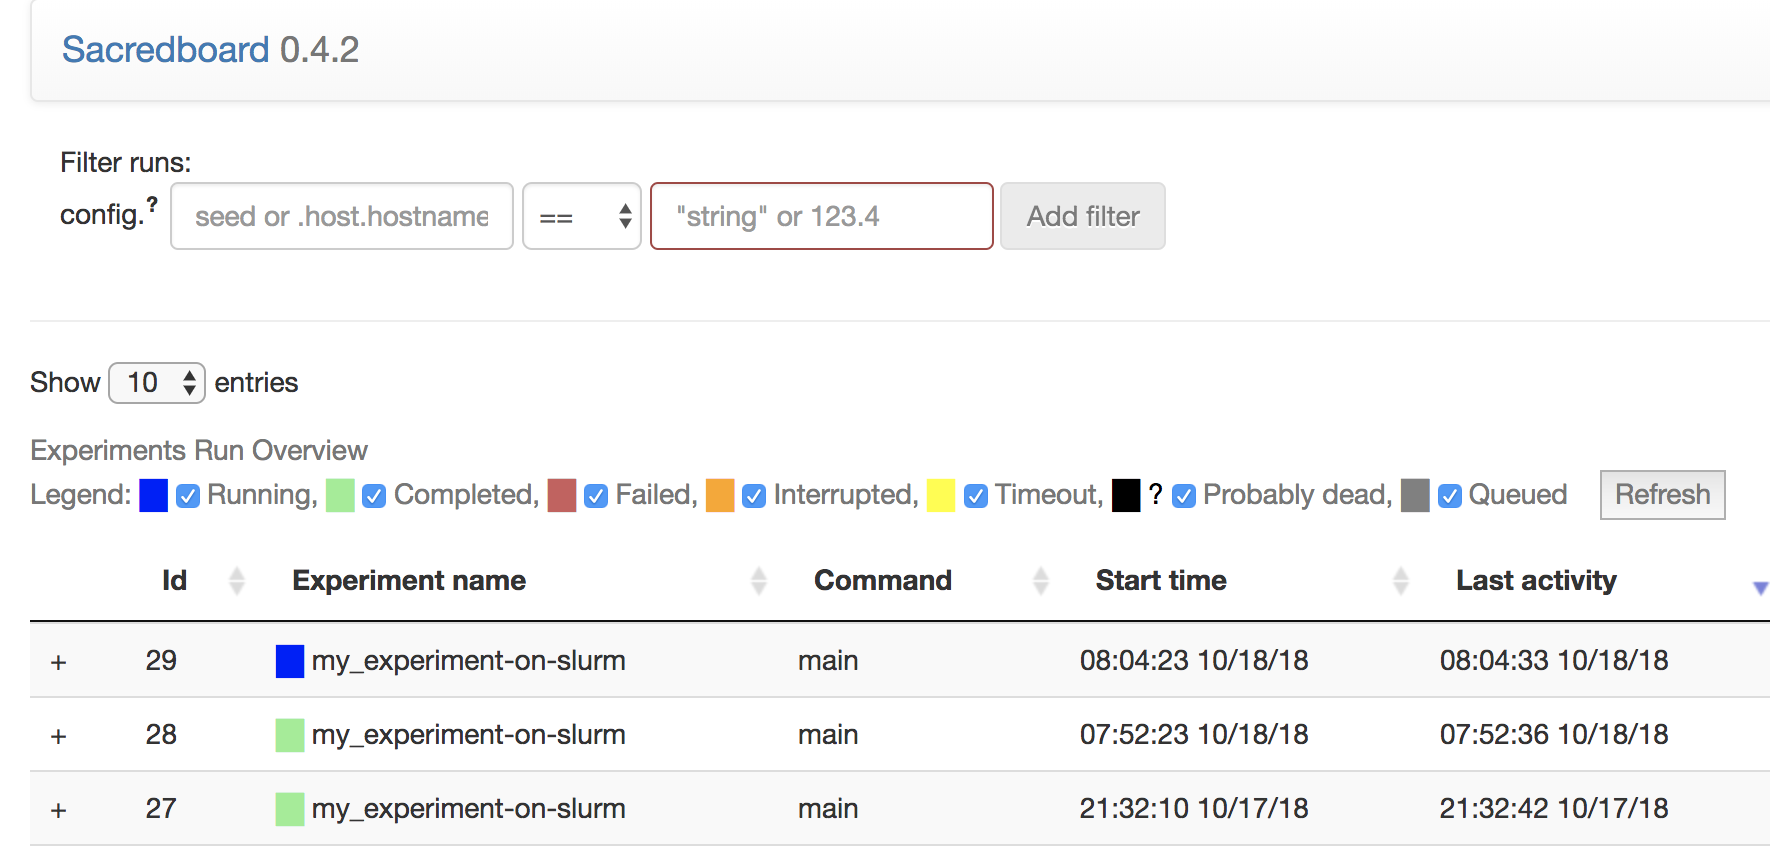 Sacredboard 0.4.2
Filter runs:
config.? seed or .host.hostname == "string" or 123.4 Add filter
Show 10 entries
Experiments Run Overview
Legend: Running, Completed, Failed, Interrupted, Timeout, ? Probably dead, Queued Refresh
Id Experiment name Command Start time Last activity
+ 29 my_experiment-on-slurm main 08:04:23 10/18/18 08:04:33 10/18/18
+ 28 my_experiment-on-slurm main 07:52:23 10/18/18 07:52:36 10/18/18
+ 27 my_experiment-on-slurm main 21:32:10 10/17/18 21:32:42 10/17/18